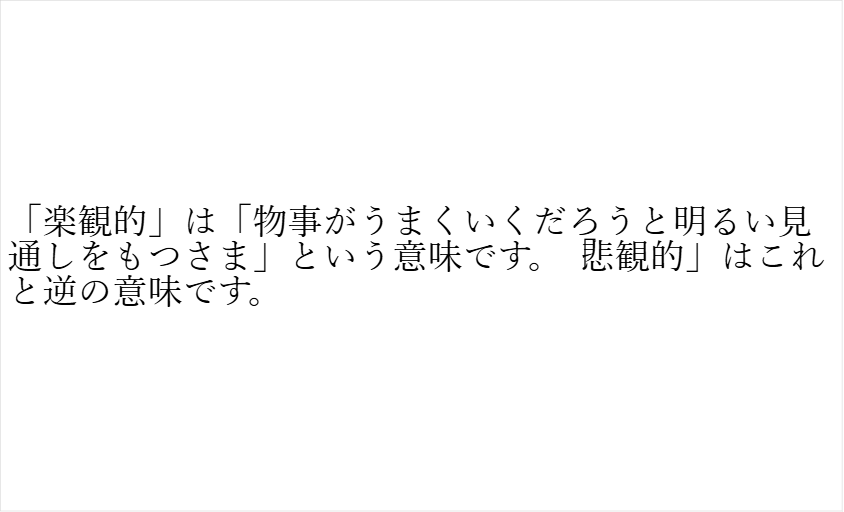 「楽観的」は「物事がうまくいくだろうと明るい見
通しをもつさま」という意味です。「悲観的」はこれ
と逆の意味です。